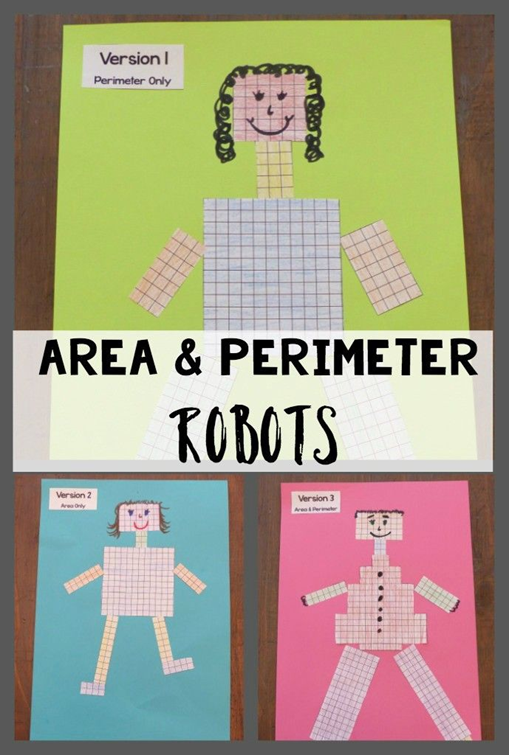 Version 1
Perimeter Only
AREA & PERIMETER
ROBOTS
Version 2
Area Only
Version 3
Area & Perimeter